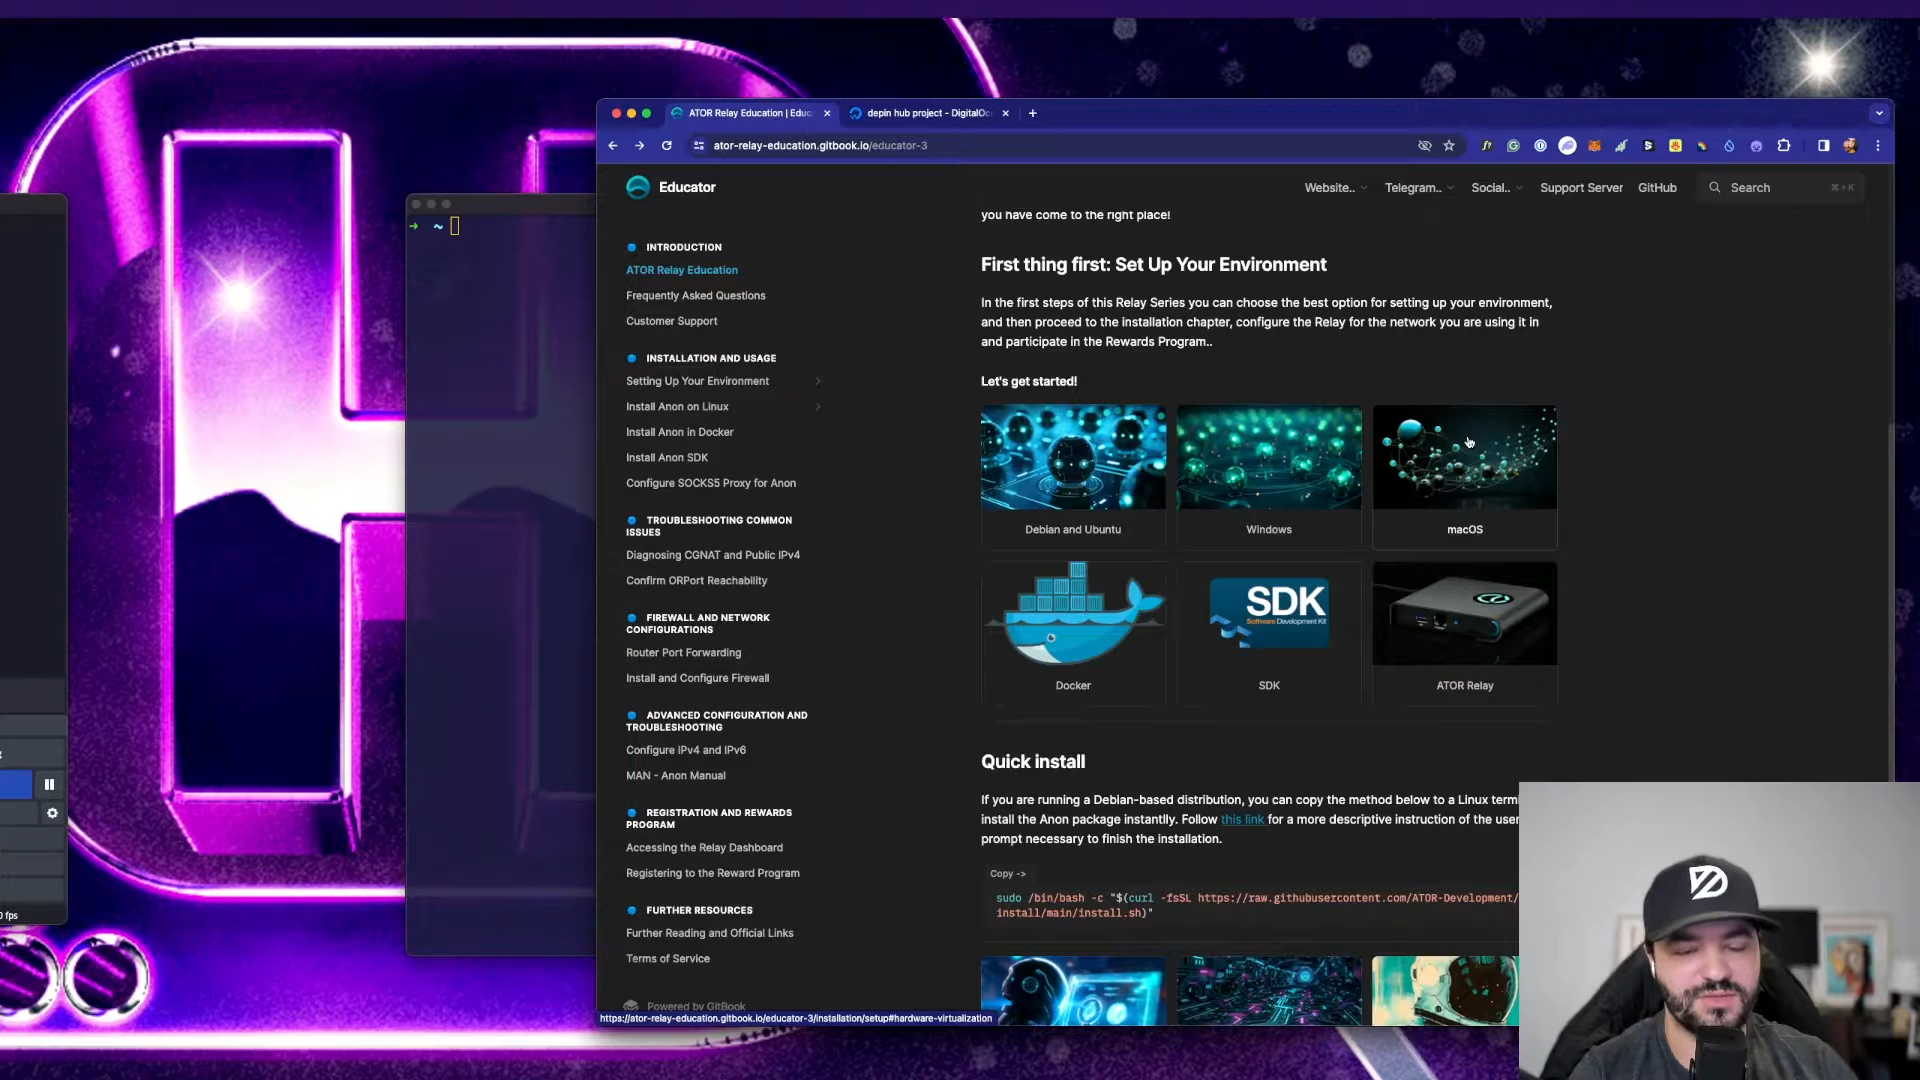 ATOR Relay Education | Educ
depin hub project - DigitalOc
ator-relay-education.gitbook.io/educator-3
Educator
Website..
Telegram..
Social..
Support Server
GitHub
Search
⌘+K
INTRODUCTION
ATOR Relay Education
Frequently Asked Questions
Customer Support
INSTALLATION AND USAGE
Setting Up Your Environment
Install Anon on Linux
Install Anon in Docker
Install Anon SDK
Configure SOCKS5 Proxy for Anon
TROUBLESHOOTING COMMON
ISSUES
Diagnosing CGNAT and Public IPv4
Confirm ORPort Reachability
FIREWALL AND NETWORK
CONFIGURATIONS
Router Port Forwarding
Install and Configure Firewall
ADVANCED CONFIGURATION AND
TROUBLESHOOTING
Configure IPv4 and IPv6
MAN - Anon Manual
REGISTRATION AND REWARDS
PROGRAM
Accessing the Relay Dashboard
Registering to the Reward Program
FURTHER RESOURCES
Further Reading and Official Links
Terms of Service
Powered by GitBook
https://ator-relay-education.gitbook.io/educator-3/installation/setup#hardware-virtualization
you have come to the right place!
First thing first: Set Up Your Environment
In the first steps of this Relay Series you can choose the best option for setting up your environment,
and then proceed to the installation chapter, configure the Relay for the network you are using it in
and participate in the Rewards Program..
Let's get started!
Debian and Ubuntu
Windows
macOS
SDK
Software Development Kit
Docker
SDK
ATOR Relay
Quick install
If you are running a Debian-based distribution, you can copy the method below to a Linux termi
install the Anon package instantlly. Follow this link for a more descriptive instruction of the user
prompt necessary to finish the installation.
Copy ->
sudo /bin/bash -c "$(curl -fsSL https://raw.githubusercontent.com/ATOR-Development/
install/main/install.sh)"
~
0 fps